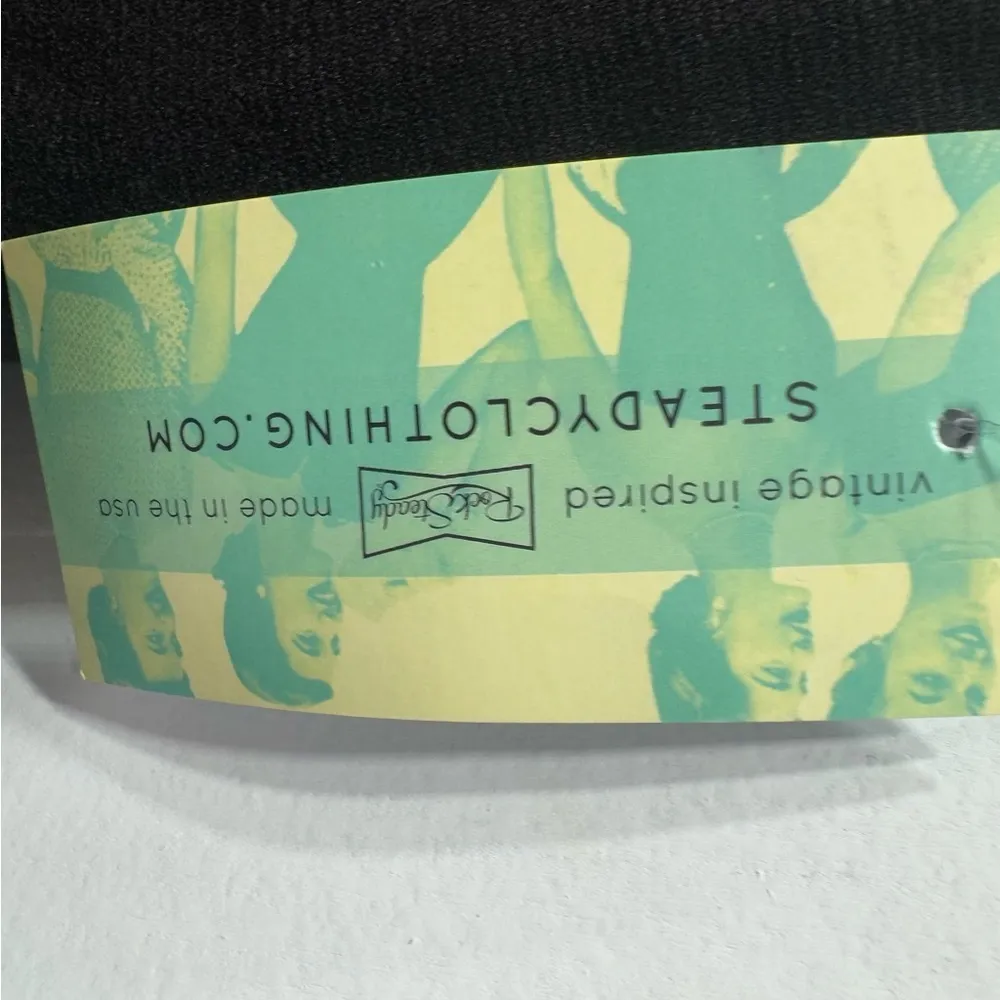 vintage inspired Rock Steady made in the usa
STEADYCLOTHING.COM